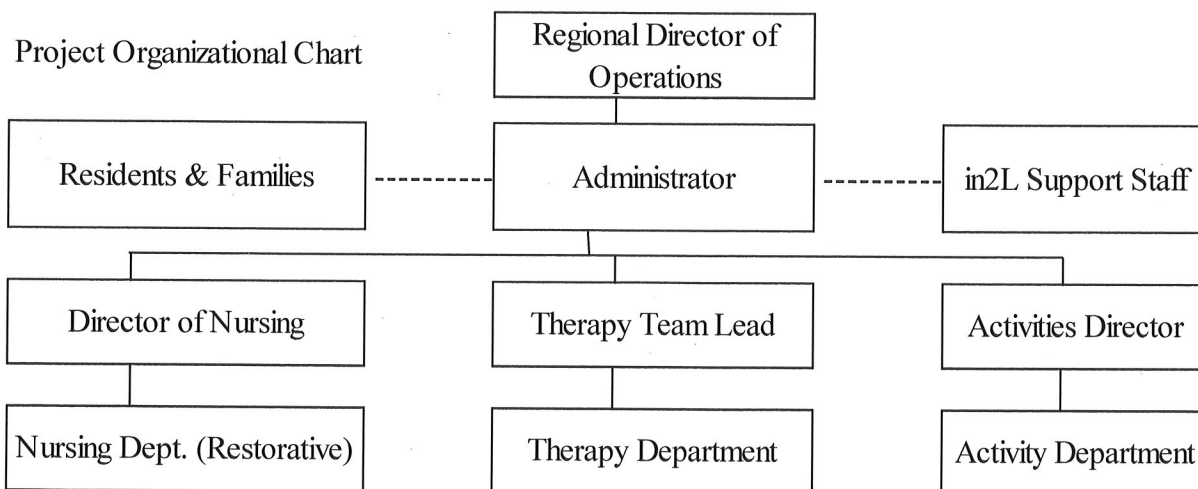 Project Organizational Chart
Regional Director of
Operations
Residents & Families
Administrator
in2L Support Staff
Director of Nursing
Therapy Team Lead
Activities Director
Nursing Dept. (Restorative)
Therapy Department
Activity Department